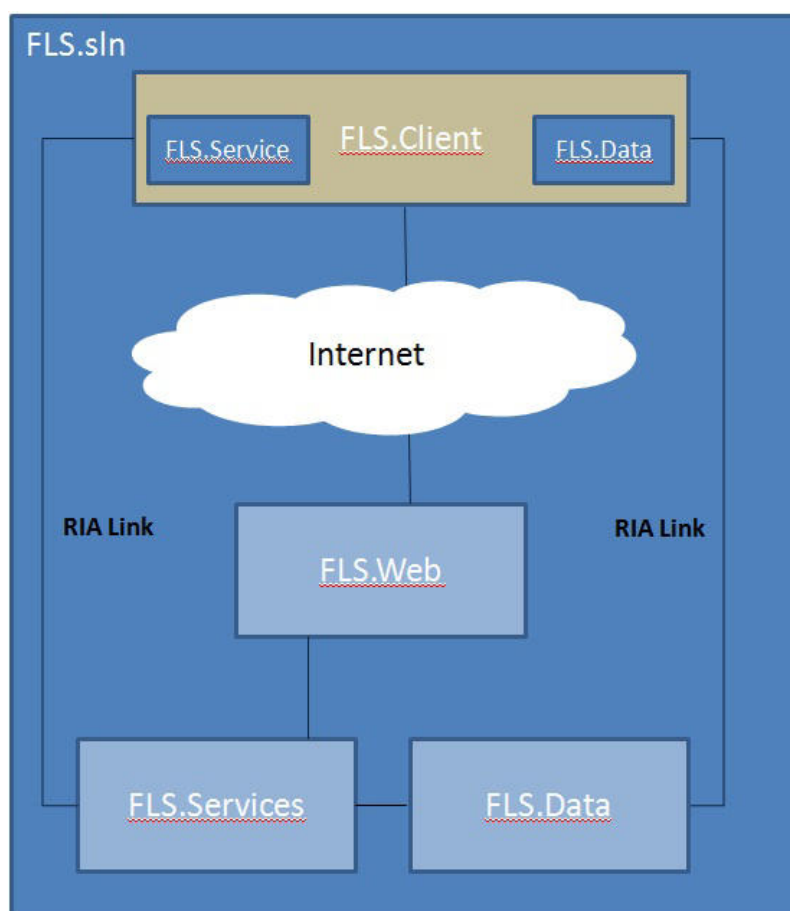 FLS.sln
FLS.Service
FLS.Client
FLS.Data
Internet
RIA Link
RIA Link
FLS.Web
FLS.Services
FLS.Data